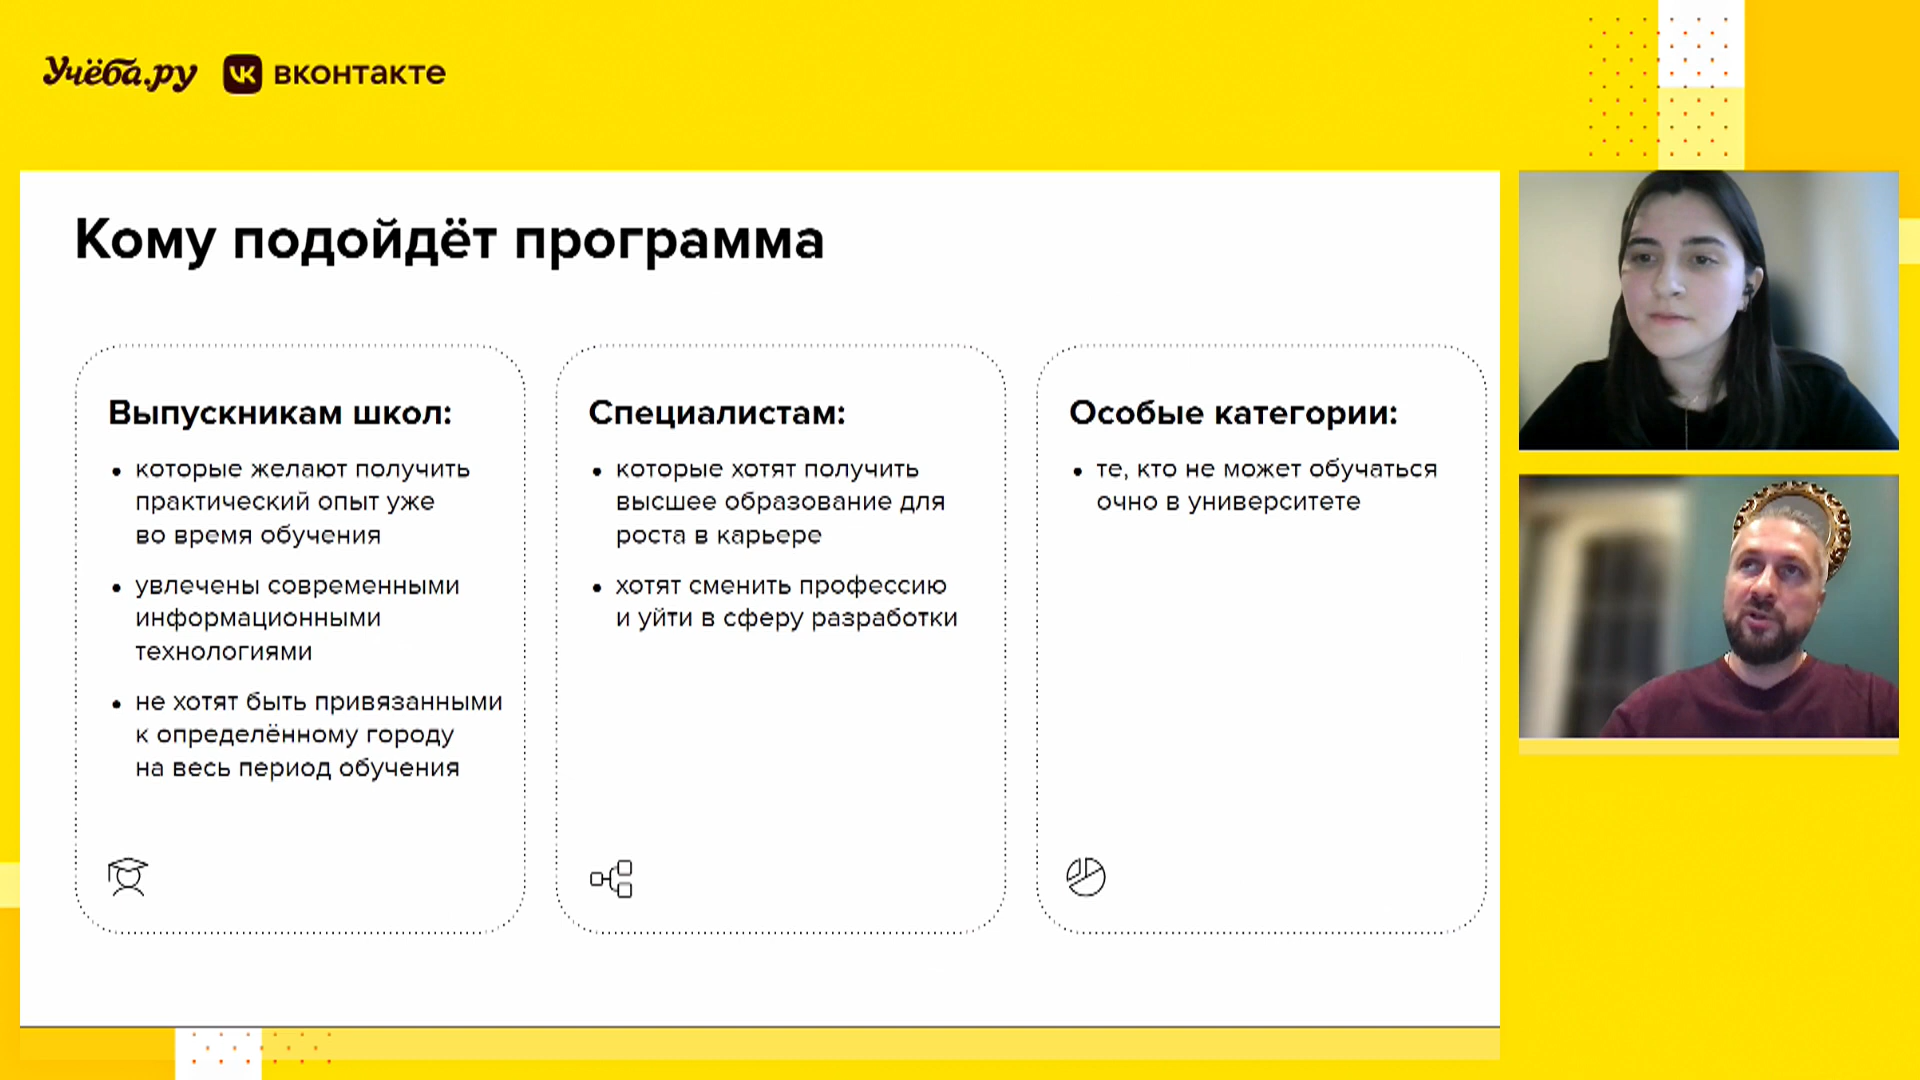 Учёба.ру вконтакте
Кому подойдёт программа
Выпускникам школ:
• которые желают получить
практический опыт уже
во время обучения
• увлечены современными
информационными
технологиями
• не хотят быть привязанными
к определённому городу
на весь период обучения
Специалистам:
• которые хотят получить
высшее образование для
роста в карьере
• хотят сменить профессию
и уйти в сферу разработки
Особые категории:
• те, кто не может обучаться
очно в университете